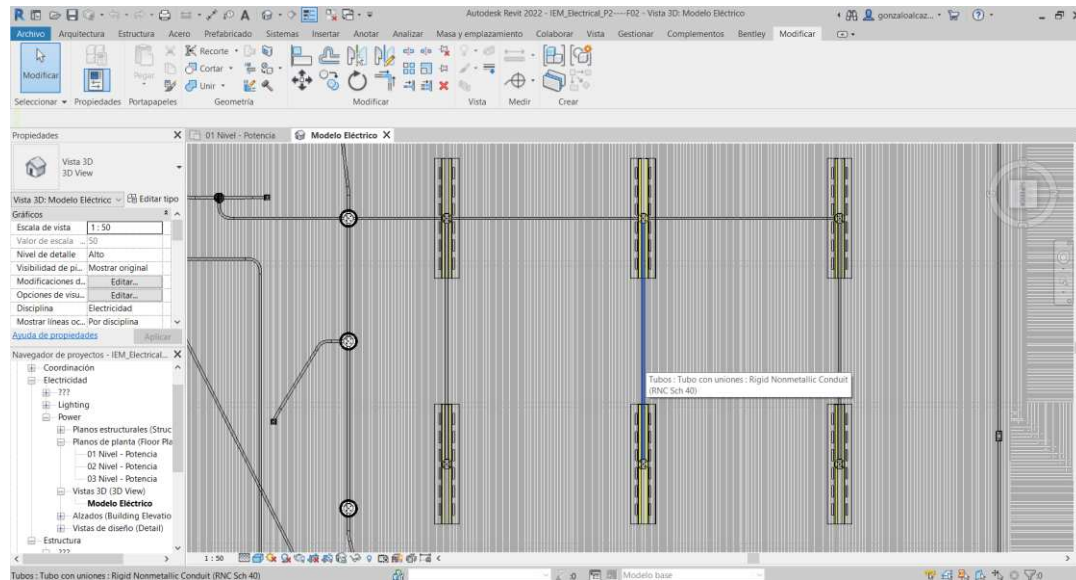 Autodesk Revit 2022 - IEM_Electrical_P2----F02 - Vista 3D: Modelo Eléctrico
gonzaloalcaz...
Archivo Arquitectura Estructura Acero Prefabricado Sistemas Insertar Anotar Analizar Masa y emplazamiento Colaborar Vista Gestionar Complementos Bentley Modificar
Modificar
Pegar
Recorte
Cortar
Unir
Seleccionar Propiedades Portapapeles Geometría Modificar Vista Medir Crear
Propiedades X
01 Nivel - Potencia
Modelo Eléctrico X
Vista 3D
3D View
Vista 3D: Modelo Eléctricc Editar tipo
Gráficos
Escala de vista 1 : 50
Valor de escala ... 50
Nivel de detalle Alto
Visibilidad de pi... Mostrar original
Modificaciones d... Editar...
Opciones de visu... Editar...
Disciplina Electricidad
Mostrar líneas oc... Por disciplina
Ayuda de propiedades Aplicar
Navegador de proyectos - IEM_Electrical... X
Coordinación
Electricidad
???
Lighting
Power
Planos estructurales (Struc
Planos de planta (Floor Pla
01 Nivel - Potencia
02 Nivel - Potencia
03 Nivel - Potencia
Vistas 3D (3D View)
Modelo Eléctrico
Alzados (Building Elevatio
Vistas de diseño (Detail)
Estructura
???
Tubos : Tubo con uniones : Rigid Nonmetallic Conduit
(RNC Sch 40)
1 : 50
Tubos : Tubo con uniones : Rigid Nonmetallic Conduit (RNC Sch 40)
:0
Modelo base
:0